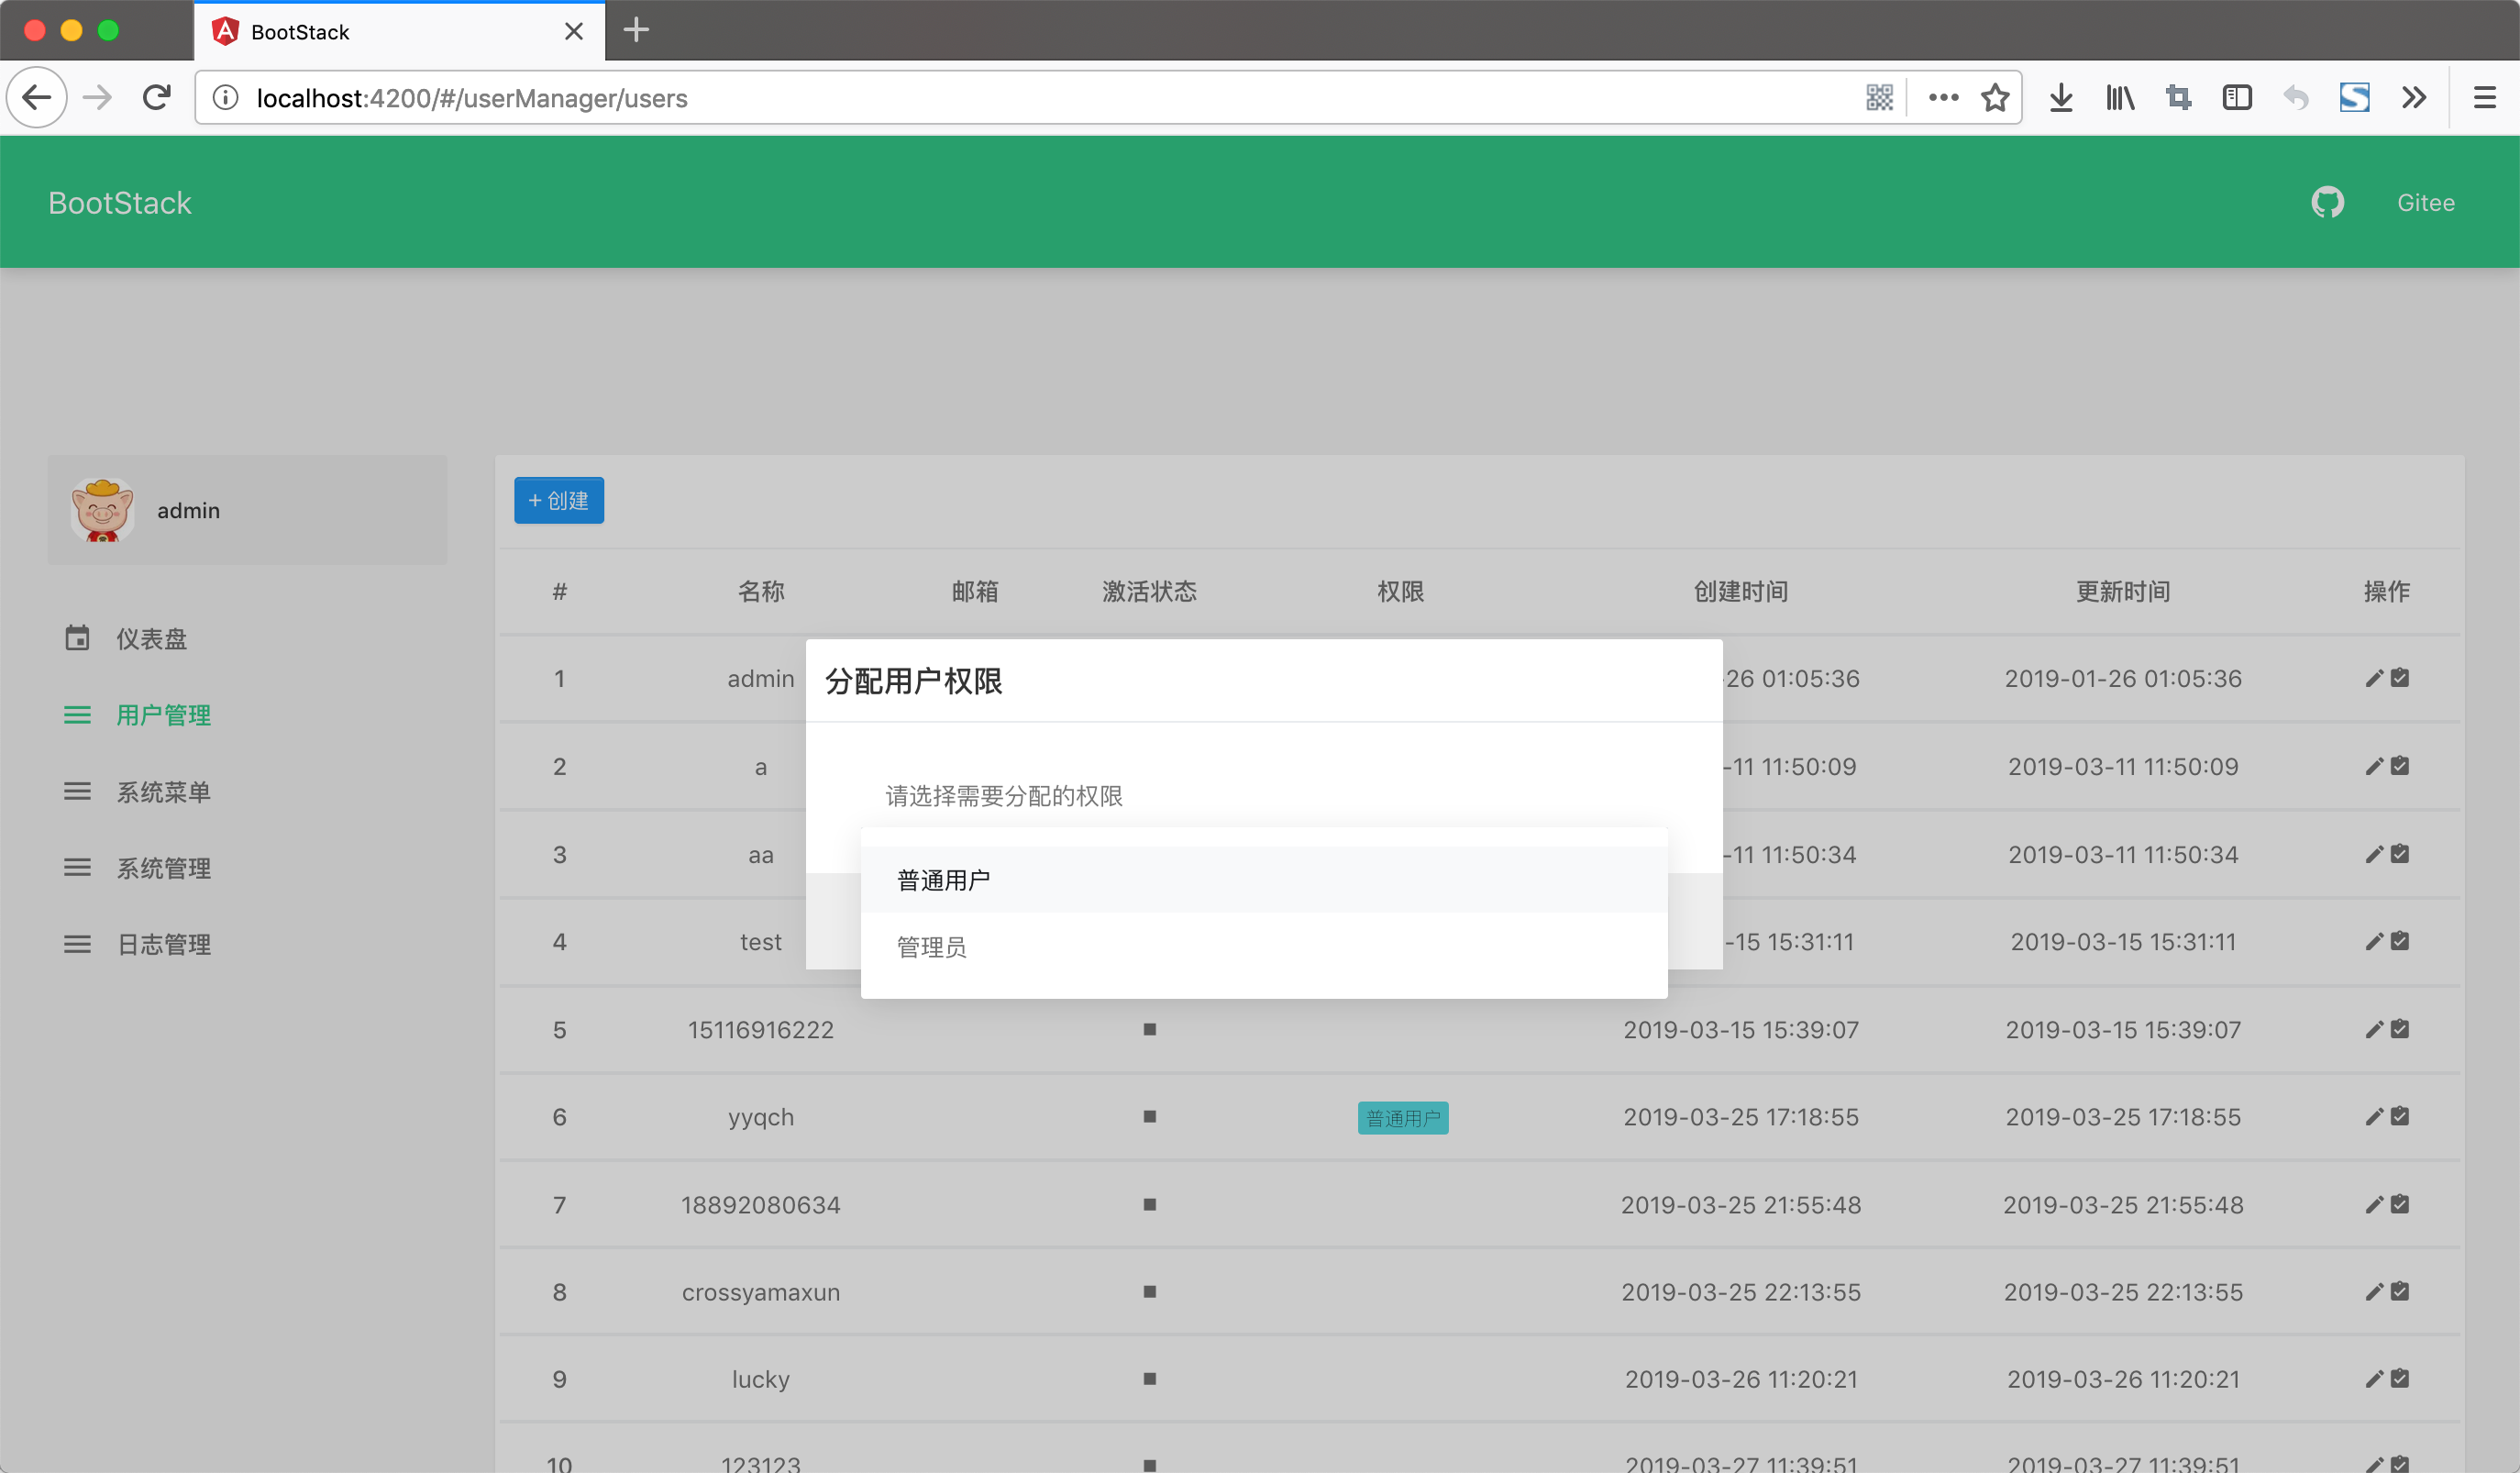 BootStack
localhost:4200/#/userManager/users
BootStack
Gitee
admin
仪表盘
用户管理
系统菜单
系统管理
日志管理
+ 创建
# 名称 邮箱 激活状态 权限 创建时间 更新时间 操作
1 admin -26 01:05:36 2019-01-26 01:05:36
2 a -11 11:50:09 2019-03-11 11:50:09
3 aa -11 11:50:34 2019-03-11 11:50:34
4 test -15 15:31:11 2019-03-15 15:31:11
5 15116916222 2019-03-15 15:39:07 2019-03-15 15:39:07
6 yyqch 普通用户 2019-03-25 17:18:55 2019-03-25 17:18:55
7 18892080634 2019-03-25 21:55:48 2019-03-25 21:55:48
8 crossyamaxun 2019-03-25 22:13:55 2019-03-25 22:13:55
9 lucky 2019-03-26 11:20:21 2019-03-26 11:20:21
10 123123 2019-03-27 11:39:51 2019-03-27 11:39:51
分配用户权限
请选择需要分配的权限
普通用户
管理员